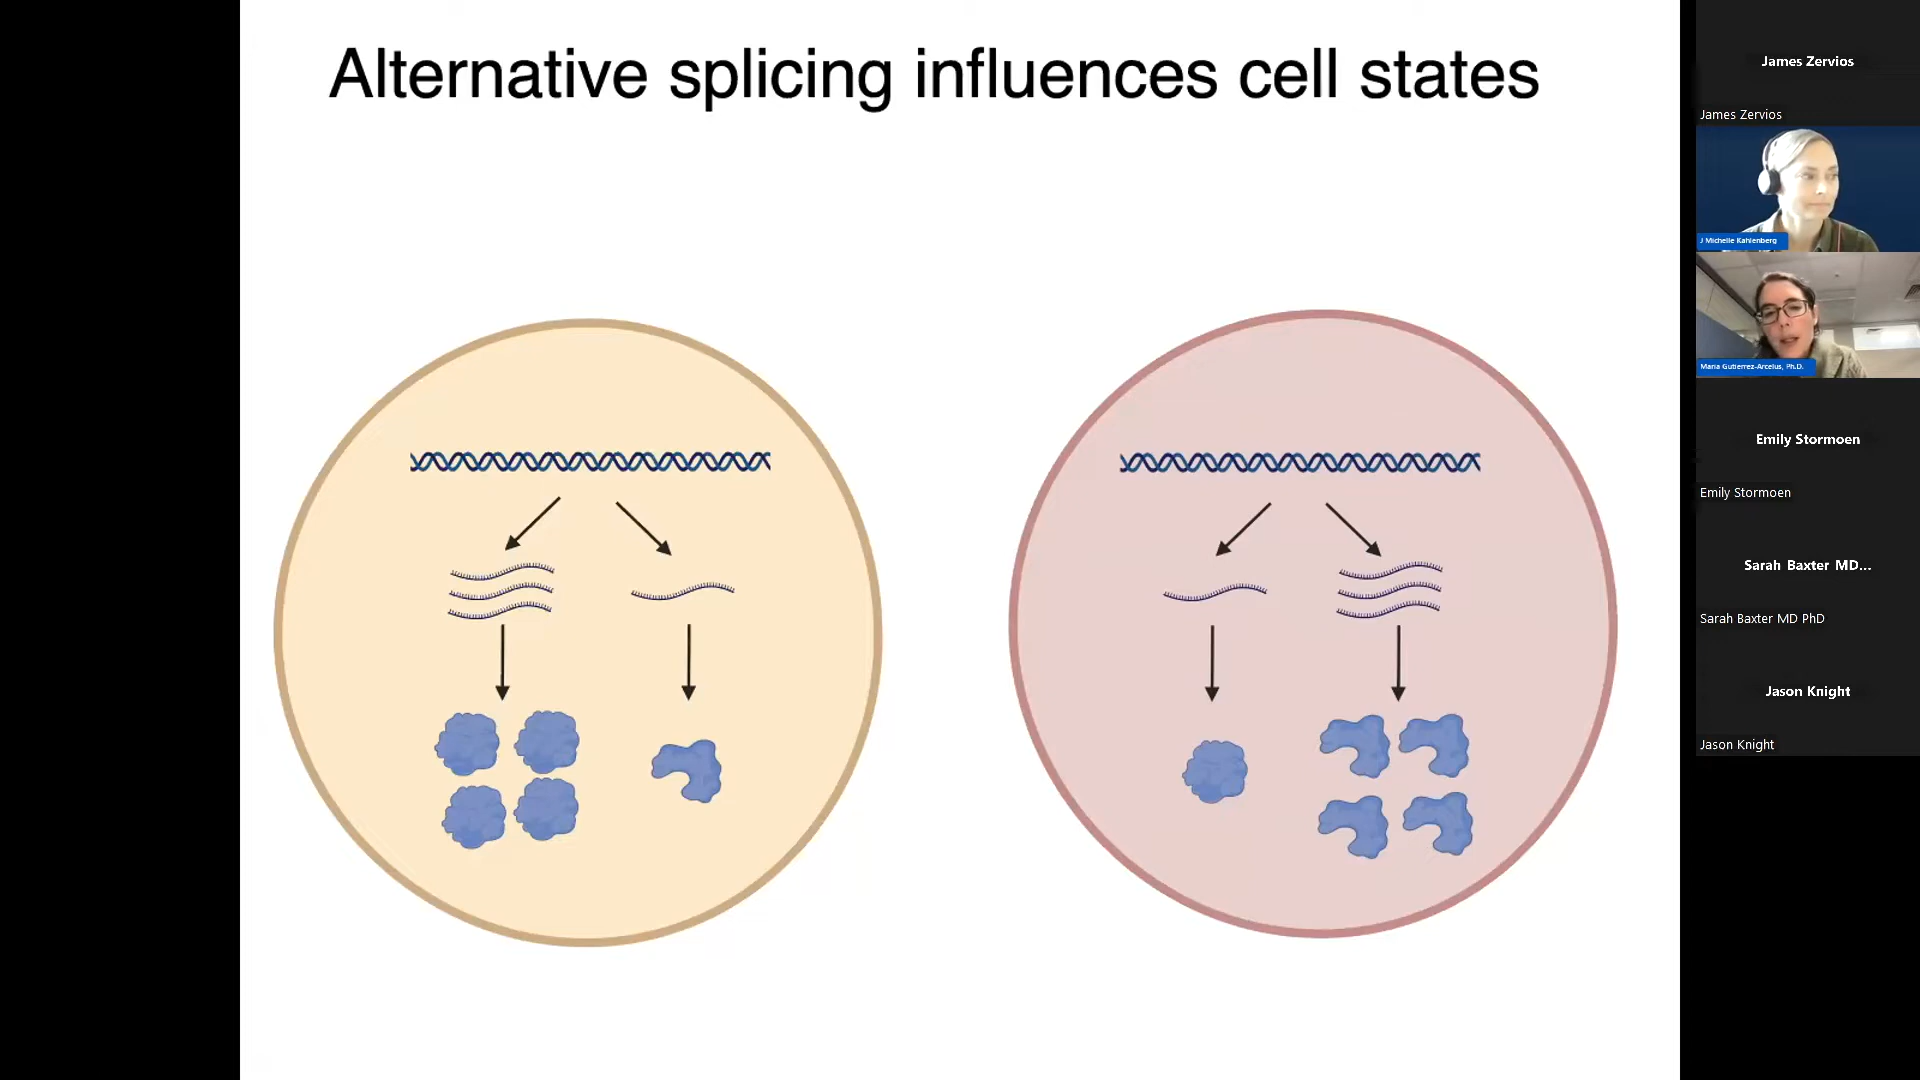 Alternative splicing influences cell states
James Zervios
James Zervios
J Michelle Kahlenberg
Maria Gutierrez-Arcelus, Ph.D.
Emily Stormoen
Emily Stormoen
Sarah Baxter MD...
Sarah Baxter MD PhD
Jason Knight
Jason Knight